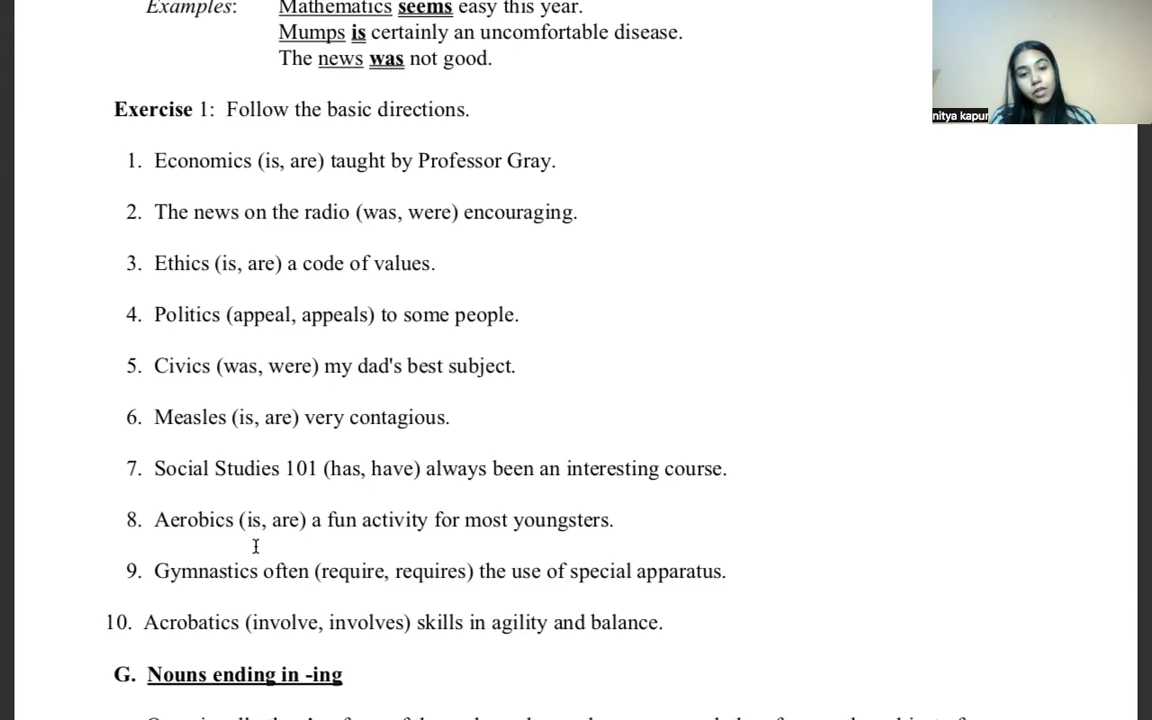 Examples: Mathematics seems easy this year.
Mumps is certainly an uncomfortable disease.
The news was not good.
nitya kapur
Exercise 1: Follow the basic directions.
1. Economics (is, are) taught by Professor Gray.
2. The news on the radio (was, were) encouraging.
3. Ethics (is, are) a code of values.
4. Politics (appeal, appeals) to some people.
5. Civics (was, were) my dad's best subject.
6. Measles (is, are) very contagious.
7. Social Studies 101 (has, have) always been an interesting course.
8. Aerobics (is, are) a fun activity for most youngsters.
9. Gymnastics often (require, requires) the use of special apparatus.
10. Acrobatics (involve, involves) skills in agility and balance.
G. Nouns ending in -ing